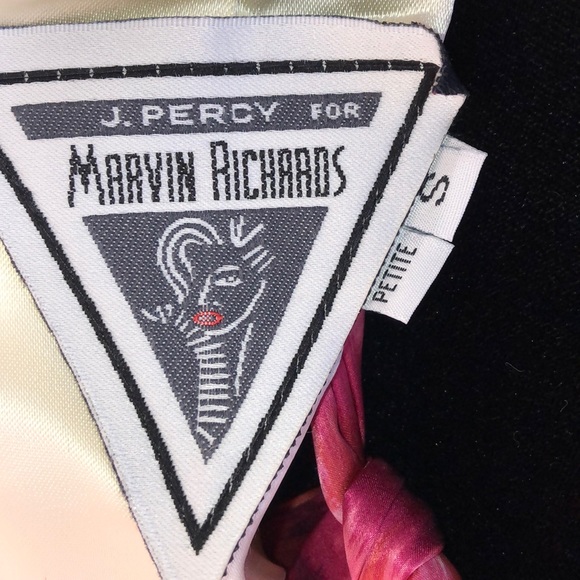 J. PERCY FOR
MARVIN RICHARDS
S
PETITE